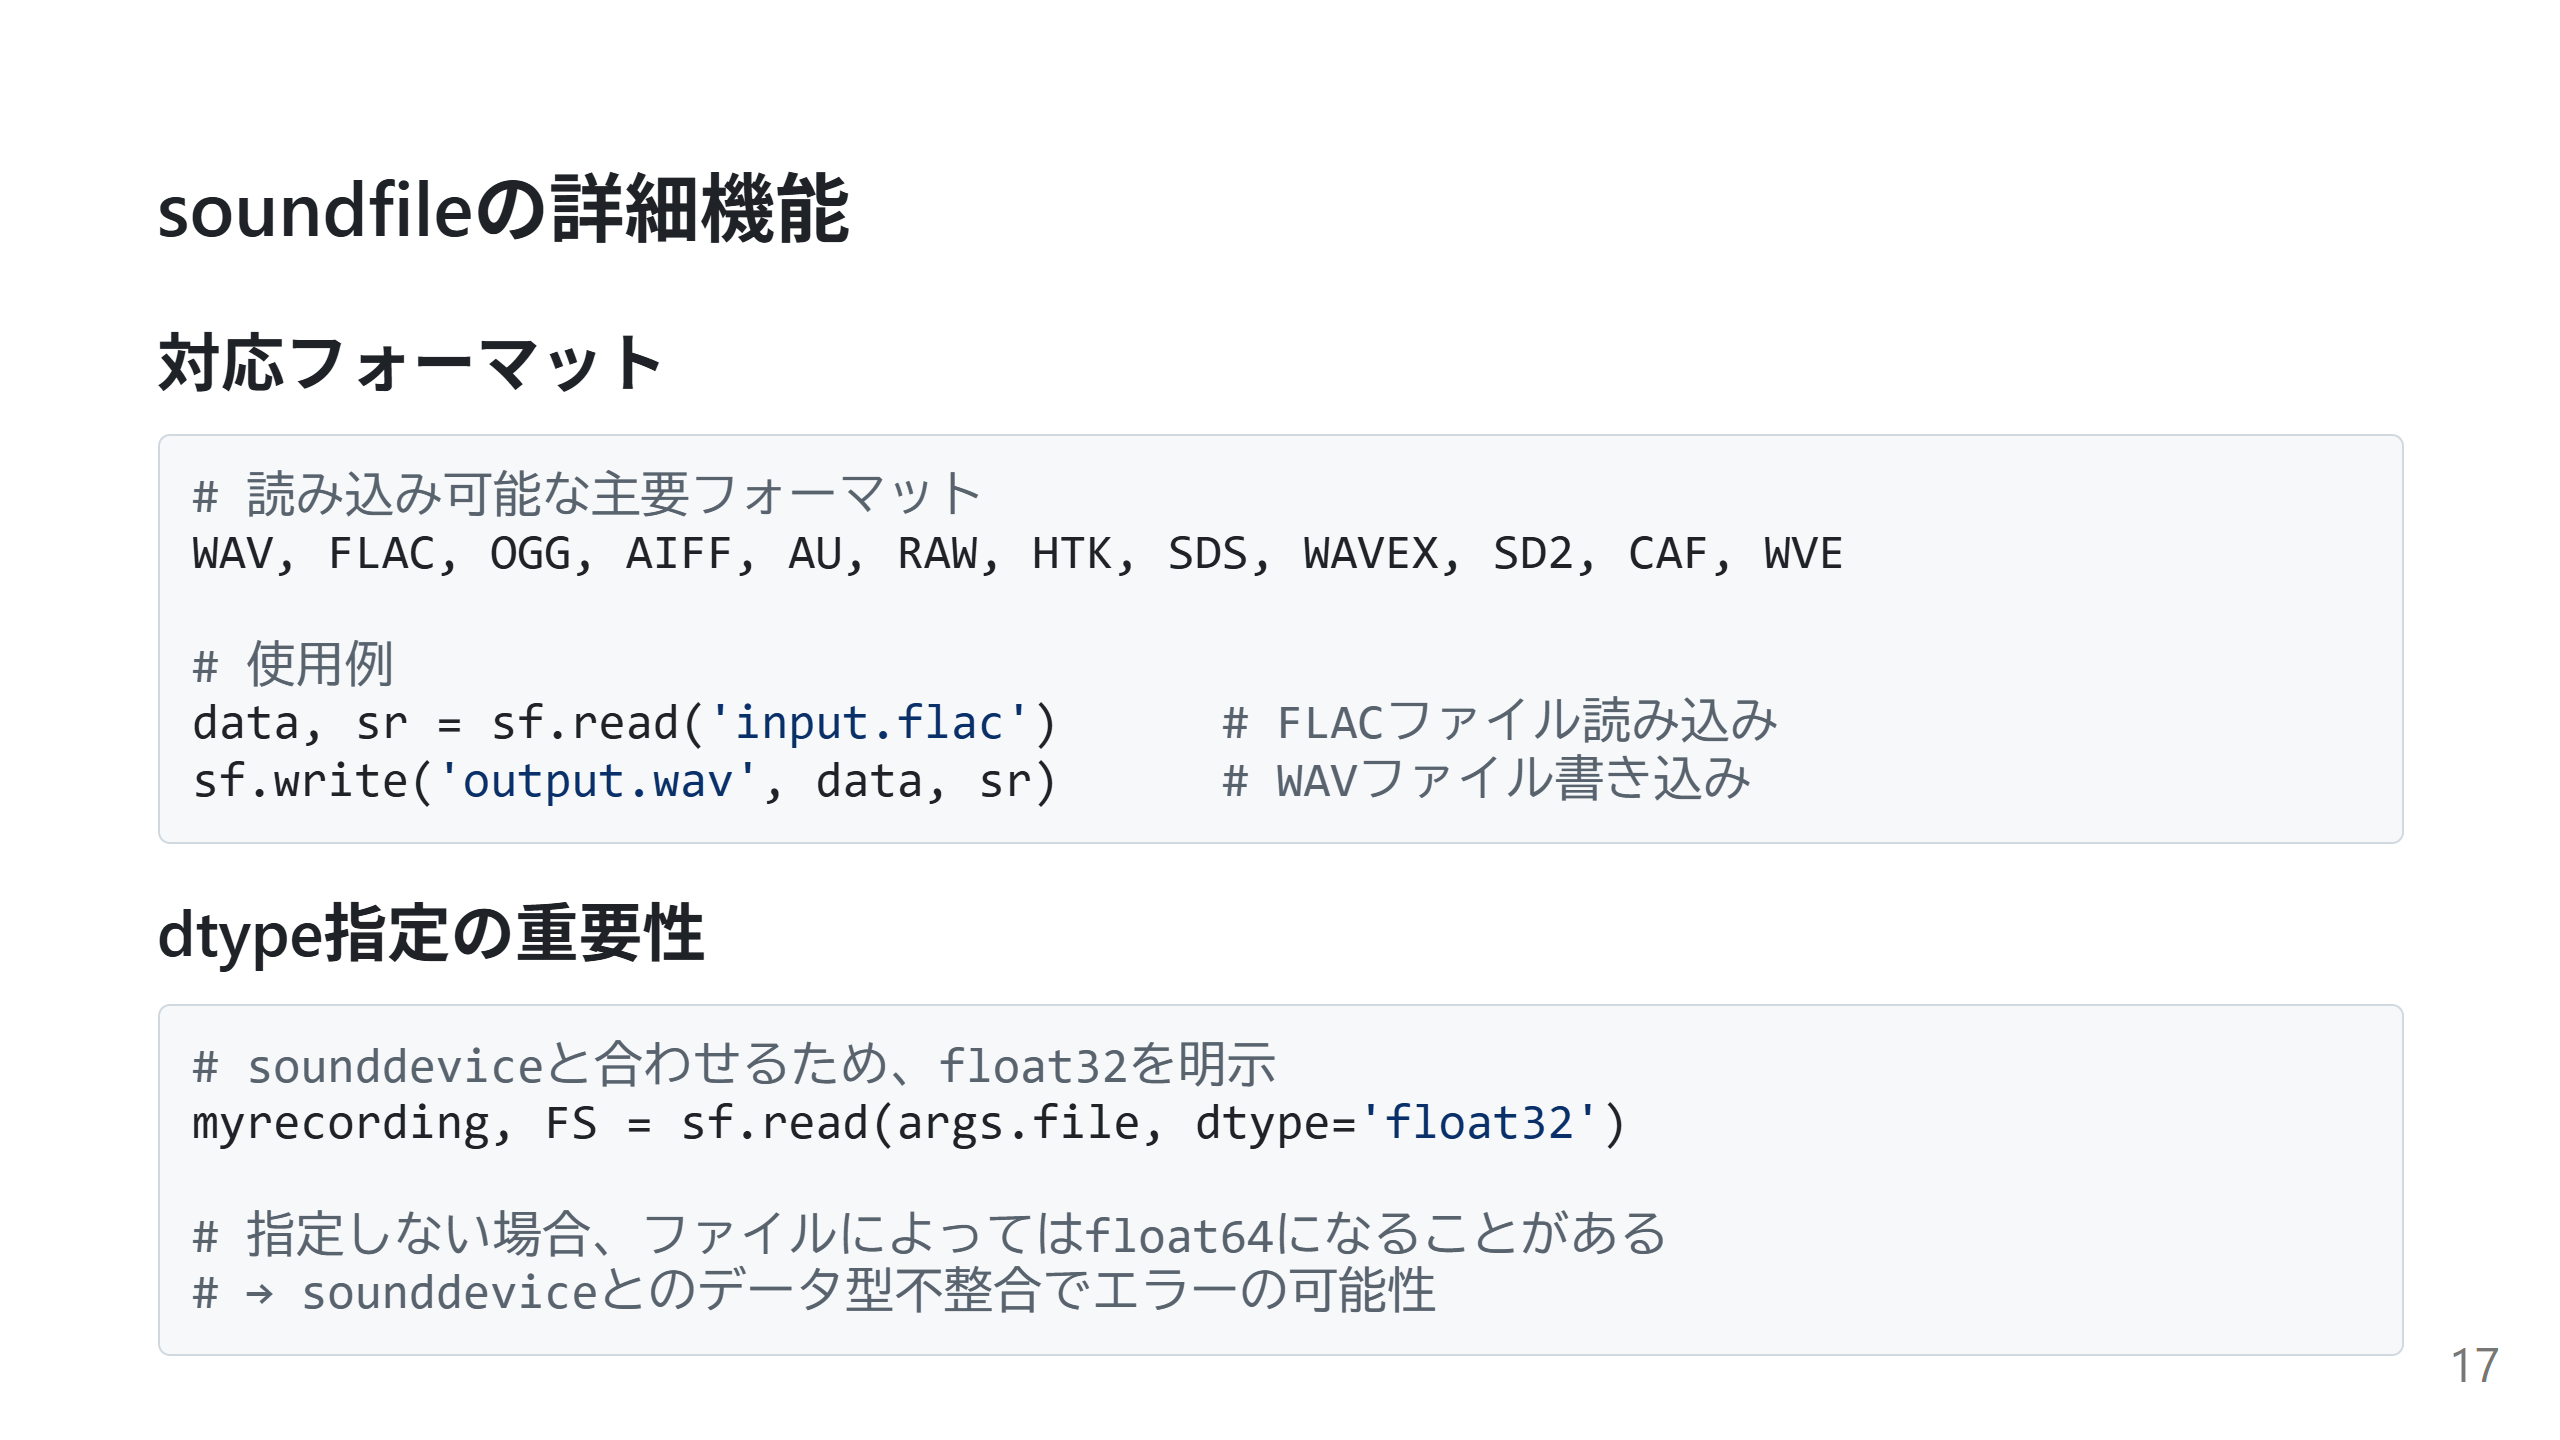 soundfileの詳細機能
対応フォーマット
# 読み込み可能な主要フォーマット
WAV, FLAC, OGG, AIFF, AU, RAW, HTK, SDS, WAVEX, SD2, CAF, WVE
# 使用例
data, sr = sf.read('input.flac')      # FLACファイル読み込み
sf.write('output.wav', data, sr)      # WAVファイル書き込み
dtype指定の重要性
# sounddeviceと合わせるため、float32を明示
myrecording, FS = sf.read(args.file, dtype='float32')
# 指定しない場合、ファイルによってはfloat64になることがある
# → sounddeviceとのデータ型不整合でエラーの可能性
17